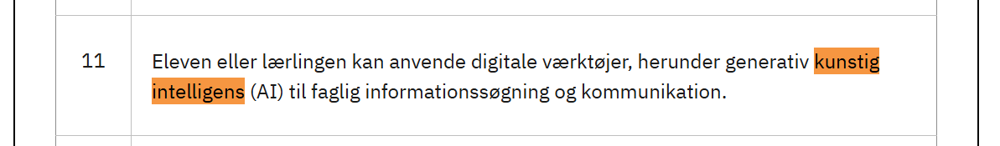 11
Eleven eller lærlingen kan anvende digitale værktøjer, herunder generativ kunstig
intelligens (AI) til faglig informationssøgning og kommunikation.